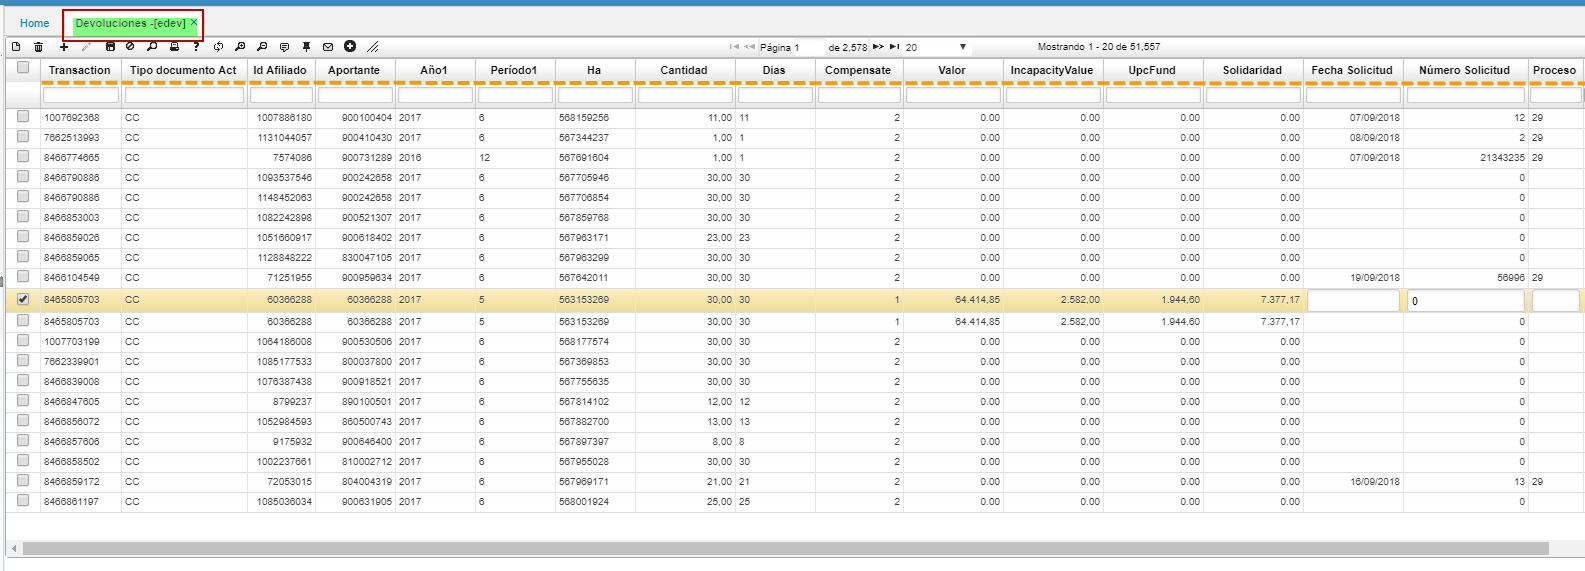 Home Devoluciones -[edev] ×
Página 1 de 2,578 20 Mostrando 1 - 20 de 51,557
Transaction Tipo documento Act Id Afiliado Aportante Año1 Período1 Ha Cantidad Dias Compensate Valor IncapacityValue UpcFund Solidaridad Fecha Solicitud Número Solicitud Proceso
1007692368 CC 1007886180 900100404 2017 6 568159256 11,00 11 2 0.00 0.00 0.00 0.00 07/09/2018 12 29
7662513993 CC 1131044057 900410430 2017 6 567344237 1,00 1 2 0.00 0.00 0.00 0.00 08/09/2018 2 29
8466774665 CC 7574086 900731289 2016 12 567691604 1,00 1 2 0.00 0.00 0.00 0.00 07/09/2018 21343235 29
8466790886 CC 1093537546 900242658 2017 6 567705946 30,00 30 2 0.00 0.00 0.00 0.00 0
8466790886 CC 1148452063 900242658 2017 6 567706854 30,00 30 2 0.00 0.00 0.00 0.00 0
8466853003 CC 1082242898 900521307 2017 6 567859768 30,00 30 2 0.00 0.00 0.00 0.00 0
8466859026 CC 1051660917 900618402 2017 6 567963171 23,00 23 2 0.00 0.00 0.00 0.00 0
8466859065 CC 1128848222 830047105 2017 6 567963299 30,00 30 2 0.00 0.00 0.00 0.00 0
8466104549 CC 71251955 900959634 2017 6 567642011 30,00 30 2 0.00 0.00 0.00 0.00 19/09/2018 56996 29
8465805703 CC 60366288 60366288 2017 5 563153269 30,00 30 1 64.414,85 2.582,00 1.944,60 7.377,17 0
8465805703 CC 60366288 60366288 2017 5 563153269 30,00 30 1 64.414,85 2.582,00 1.944,60 7.377,17 0
1007703199 CC 1064186008 900530506 2017 6 568177574 30,00 30 2 0.00 0.00 0.00 0.00 0
7662339901 CC 1085177533 800037800 2017 6 567369853 30,00 30 2 0.00 0.00 0.00 0.00 0
8466839008 CC 1076387438 900918521 2017 6 567755635 30,00 30 2 0.00 0.00 0.00 0.00 0
8466847605 CC 8799237 890100501 2017 6 567814102 12,00 12 2 0.00 0.00 0.00 0.00 0
8466856072 CC 1052984593 860500743 2017 6 567882700 13,00 13 2 0.00 0.00 0.00 0.00 0
8466857606 CC 9175932 900646400 2017 6 567897397 8,00 8 2 0.00 0.00 0.00 0.00 0
8466858502 CC 1002237661 810002712 2017 6 567955028 30,00 30 2 0.00 0.00 0.00 0.00 0
8466859172 CC 72053015 804004319 2017 6 567969171 21,00 21 2 0.00 0.00 0.00 0.00 16/09/2018 13 29
8466861197 CC 1085036034 900631905 2017 6 568001924 25,00 25 2 0.00 0.00 0.00 0.00 0